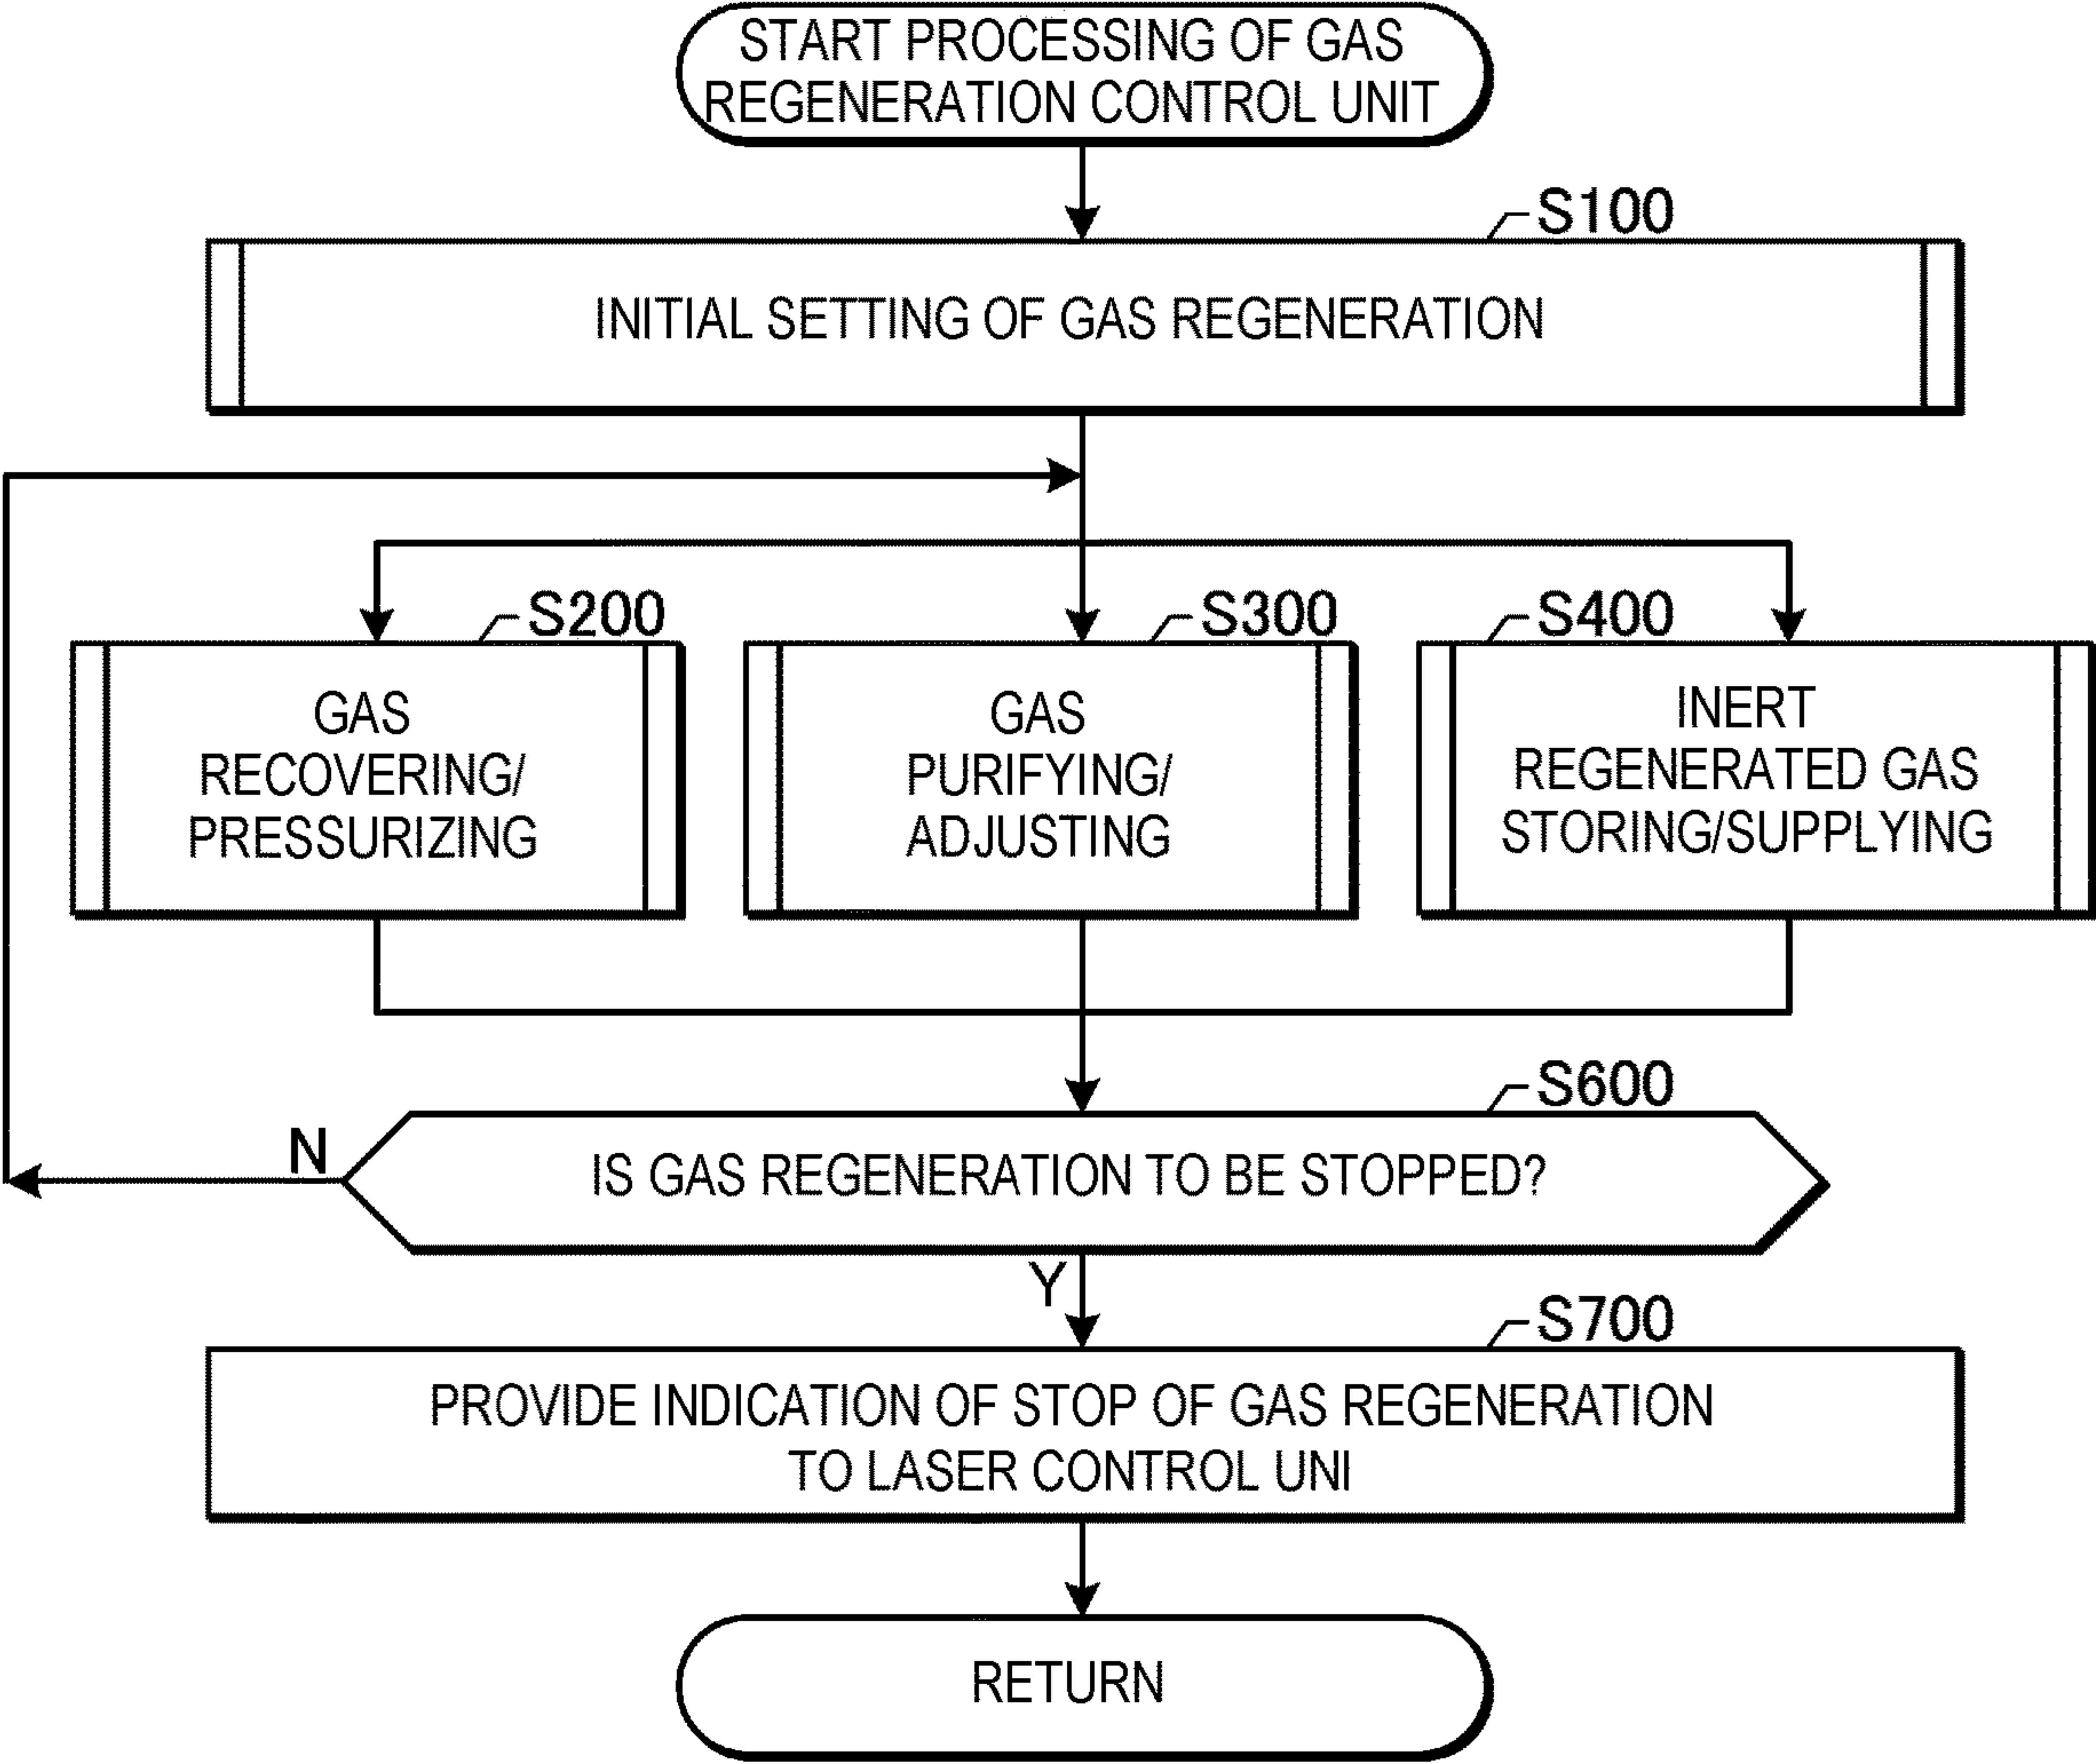 START PROCESSING OF GAS
REGENERATION CONTROL UNIT
S100
INITIAL SETTING OF GAS REGENERATION
S200
GAS
RECOVERING/
PRESSURIZING
S300
GAS
PURIFYING/
ADJUSTING
S400
INERT
REGENERATED GAS
STORING/SUPPLYING
S600
N
IS GAS REGENERATION TO BE STOPPED?
Y
S700
PROVIDE INDICATION OF STOP OF GAS REGENERATION
TO LASER CONTROL UNI
RETURN